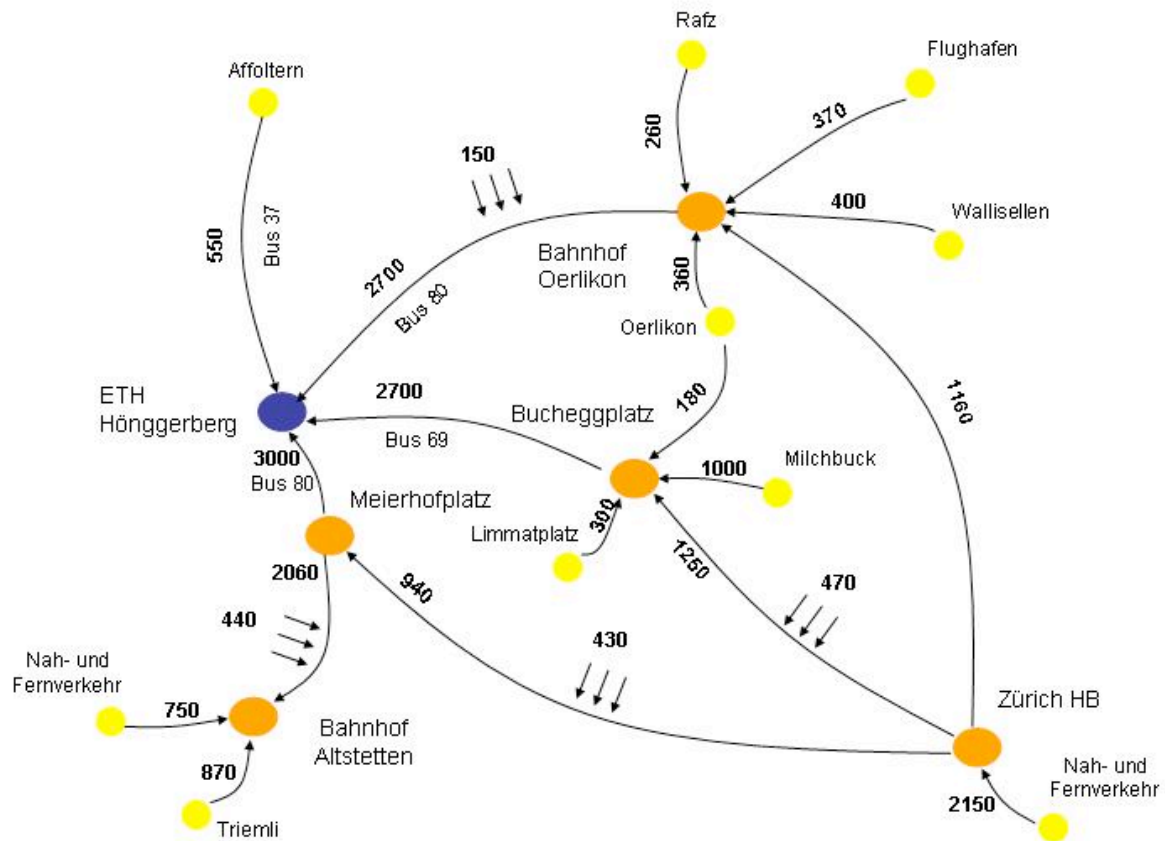 Rafz
Flughafen
Affoltern
150
260
370
400
Wallisellen
550
Bus 37
Bahnhof
Oerlikon
2700
Bus 80
360
Oerlikon
1160
ETH
Hönggerberg
2700
Bus 69
Bucheggplatz
180
3000
Bus 80
1000
Milchbuck
Meierhofplatz
Limmatplatz
300
1250
2060
940
470
440
430
Nah- und
Fernverkehr
750
Bahnhof
Altstetten
Zürich HB
870
Triemli
Nah- und
Fernverkehr
2150